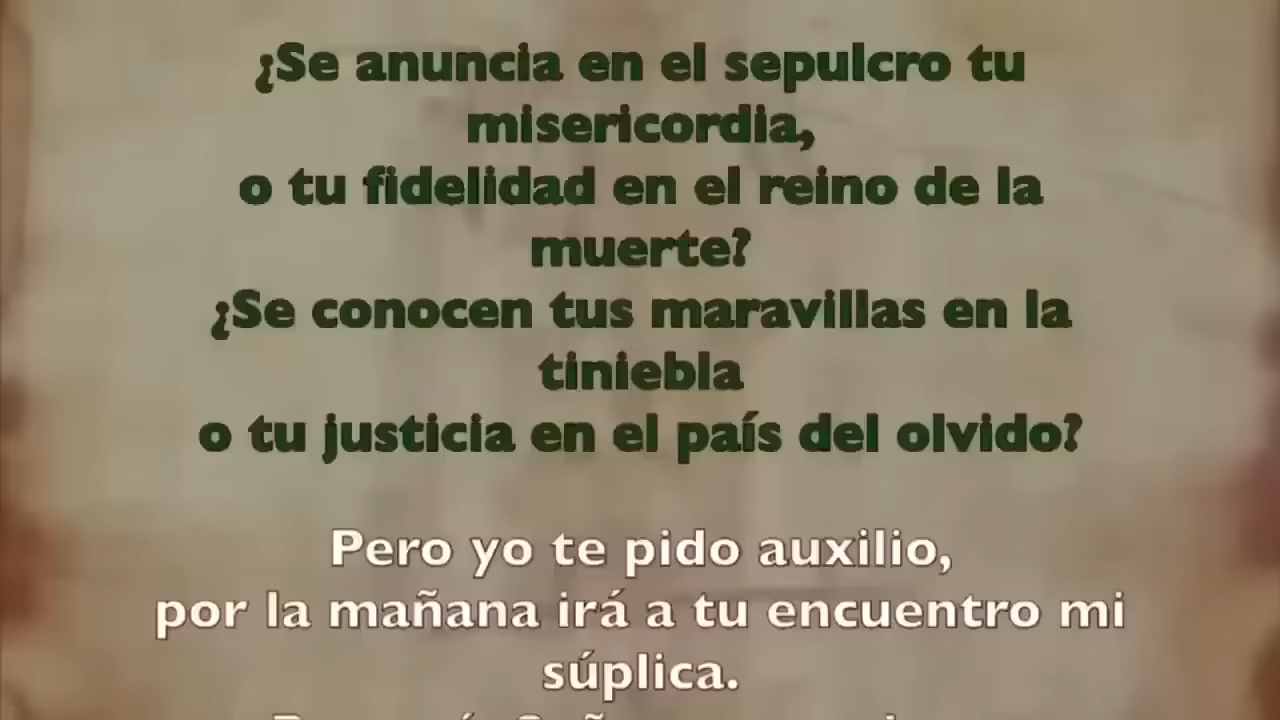 ¿Se anuncia en el sepulcro tu
misericordia,
o tu fidelidad en el reino de la
muerte?
¿Se conocen tus maravillas en la
tiniebla
o tu justicia en el país del olvido?
Pero yo te pido auxilio,
por la mañana irá a tu encuentro mi
súplica.